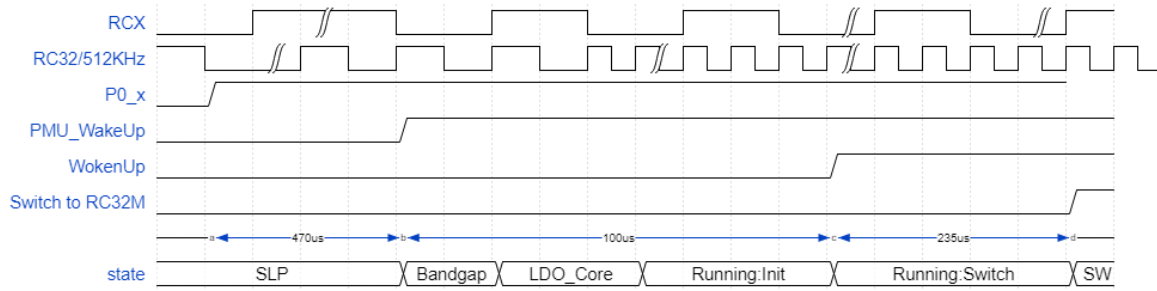 RCX
RC32/512KHz
P0_x
PMU_WakeUp
WokenUp
Switch to RC32M
a 470us b 100us c 235us d
state SLP Bandgap LDO_Core Running:Init Running:Switch SW